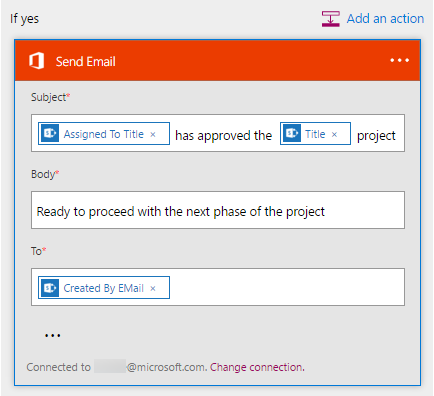 If yes Add an action
Send Email ...
Subject*
Assigned To Title × has approved the Title × project
Body*
Ready to proceed with the next phase of the project
To*
Created By EMail ×
...
Connected to @microsoft.com. Change connection.